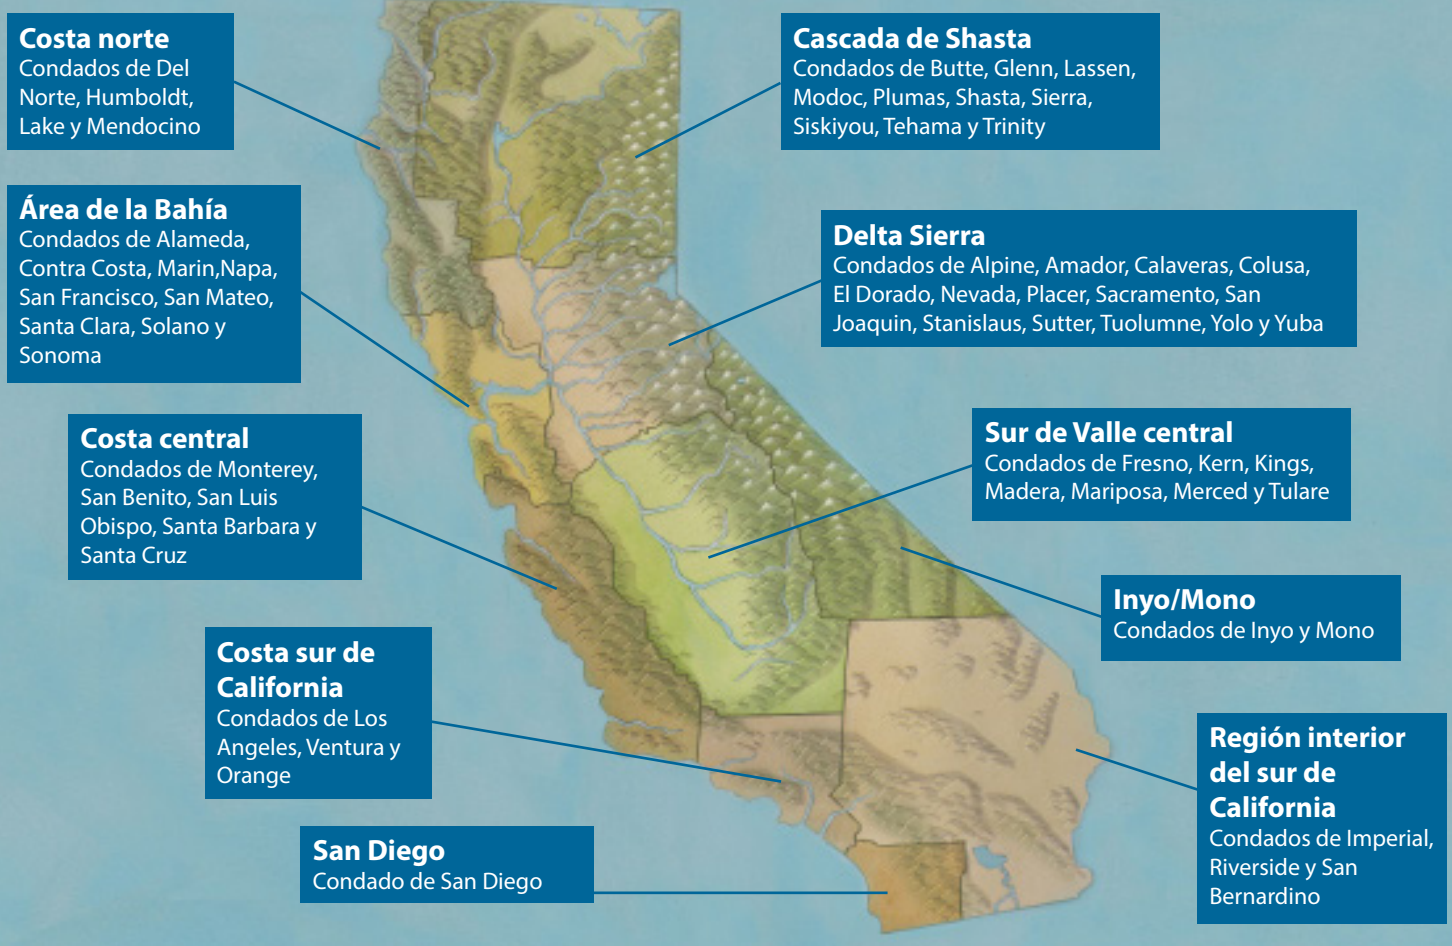 Costa norte
Condados de Del
Norte, Humboldt,
Lake y Mendocino
Cascada de Shasta
Condados de Butte, Glenn, Lassen,
Modoc, Plumas, Shasta, Sierra,
Siskiyou, Tehama y Trinity
Área de la Bahía
Condados de Alameda,
Contra Costa, Marin,Napa,
San Francisco, San Mateo,
Santa Clara, Solano y
Sonoma
Delta Sierra
Condados de Alpine, Amador, Calaveras, Colusa,
El Dorado, Nevada, Placer, Sacramento, San
Joaquin, Stanislaus, Sutter, Tuolumne, Yolo y Yuba
Costa central
Condados de Monterey,
San Benito, San Luis
Obispo, Santa Barbara y
Santa Cruz
Sur de Valle central
Condados de Fresno, Kern, Kings,
Madera, Mariposa, Merced y Tulare
Inyo/Mono
Condados de Inyo y Mono
Costa sur de
California
Condados de Los
Angeles, Ventura y
Orange
Región interior
del sur de
California
Condados de Imperial,
Riverside y San
Bernardino
San Diego
Condado de San Diego